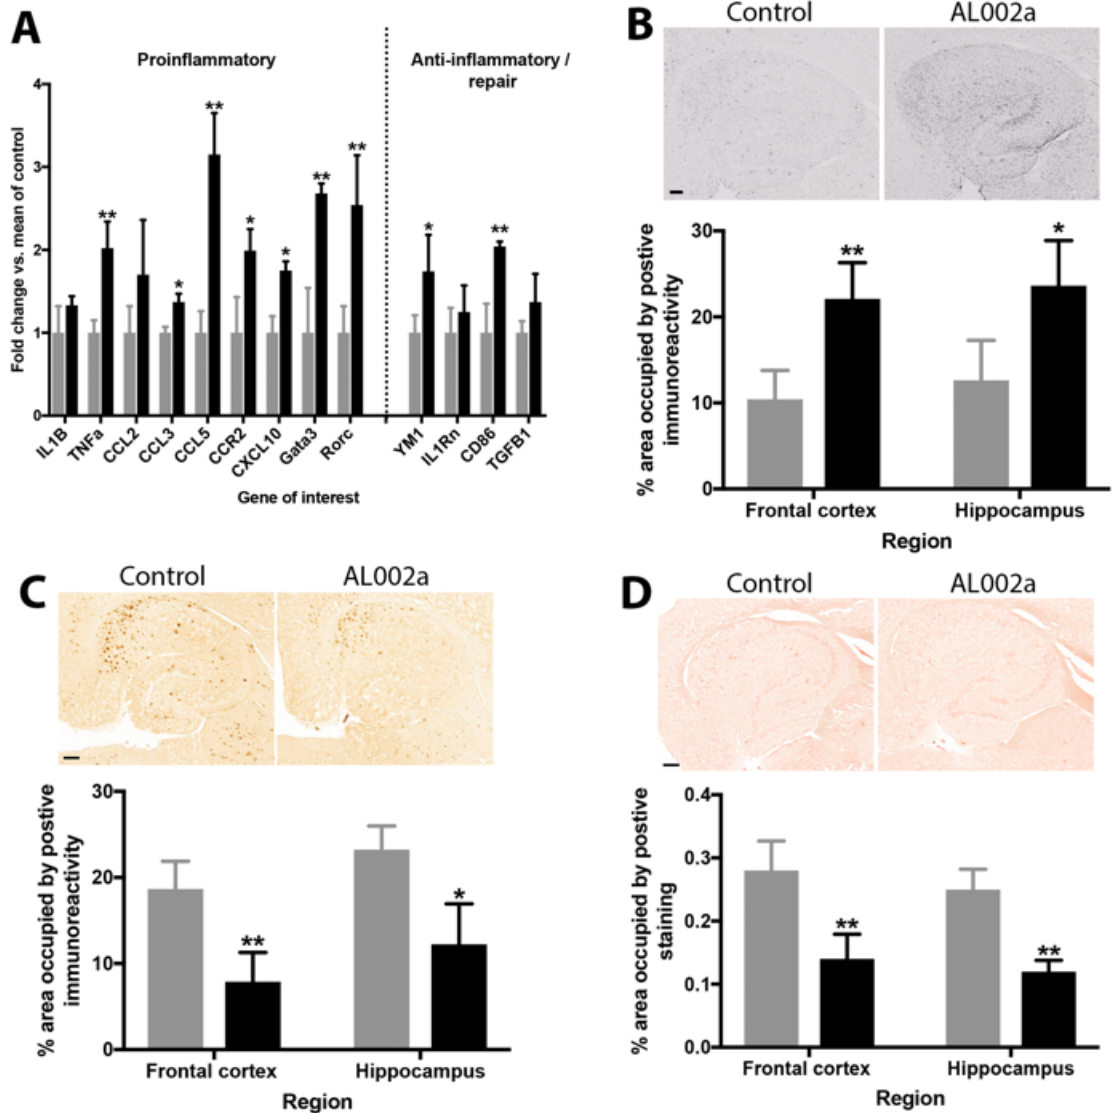 A
Proinflammatory
Anti-inflammatory /
repair
Fold change vs. mean of control
4
3
2
1
0
** * ** * * ** ** * **
IL1B TNFa CCL2 CCL3 CCL5 CCR2 CXCL10 Gata3 Rorc YM1 IL1Rn CD86 TGFB1
Gene of interest
B
Control AL002a
% area occupied by postive
immunoreactivity
30
20
10
0
** *
Frontal cortex Hippocampus
Region
C
Control AL002a
% area occupied by postive
immunoreactivity
30
20
10
0
** *
Frontal cortex Hippocampus
Region
D
Control AL002a
% area occupied by postive
staining
0.4
0.3
0.2
0.1
0.0
** **
Frontal cortex Hippocampus
Region